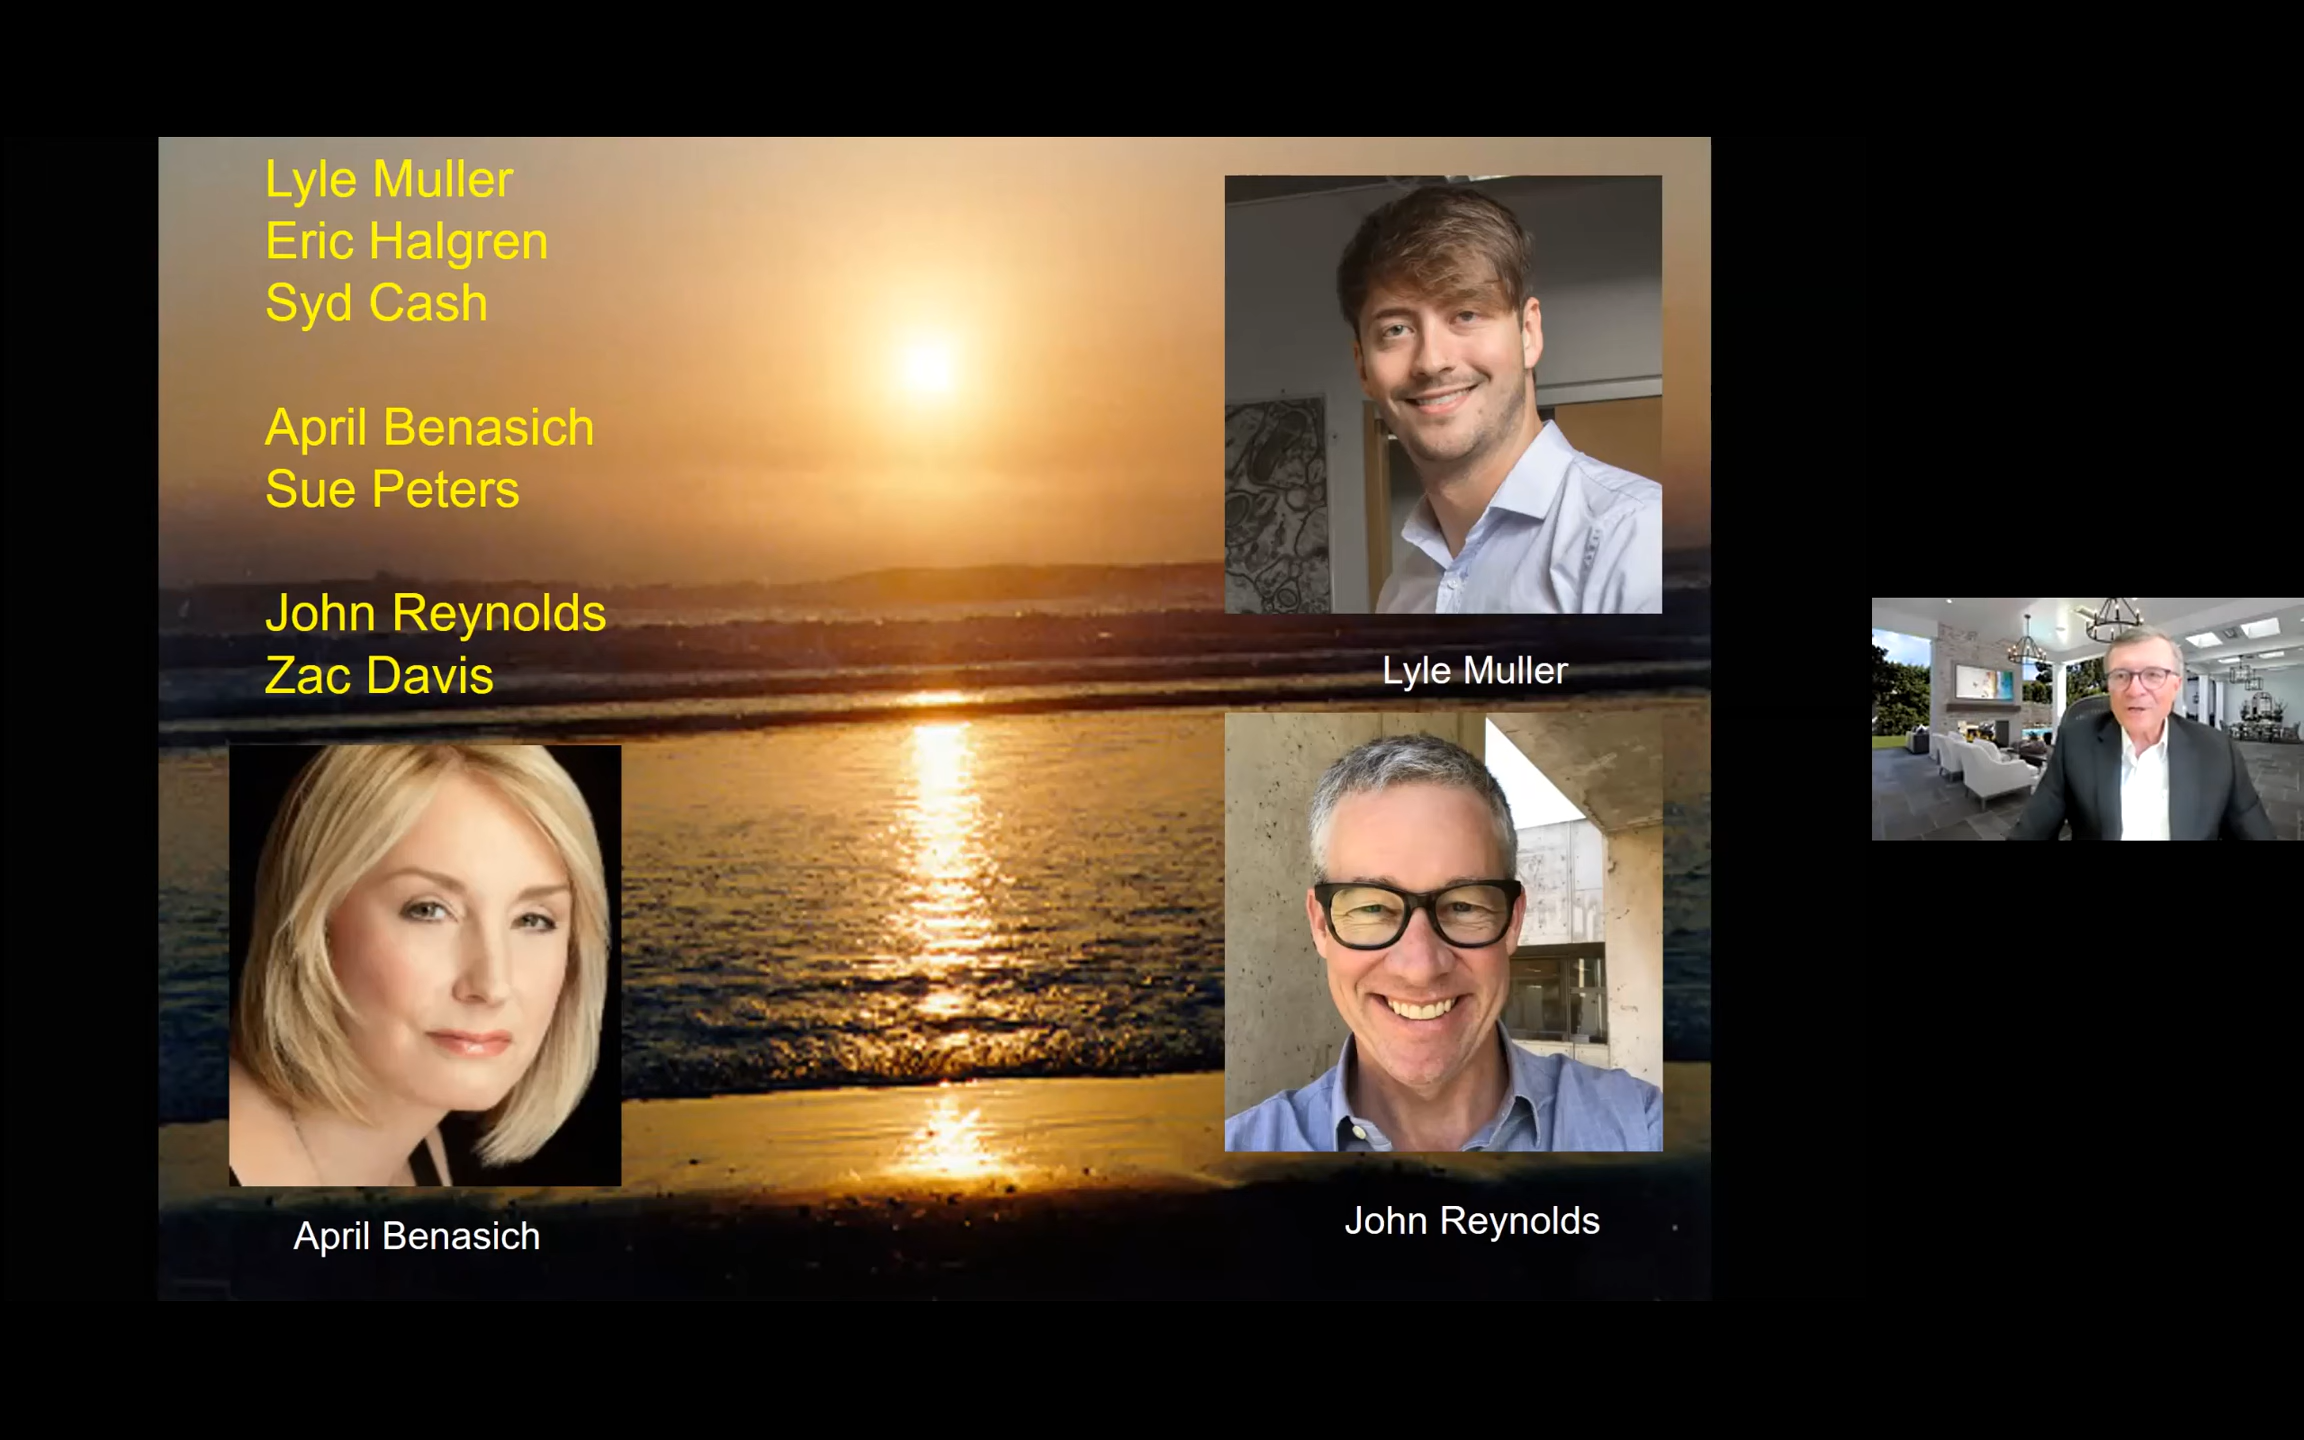 Lyle Muller
Eric Halgren
Syd Cash
April Benasich
Sue Peters
John Reynolds
Zac Davis
Lyle Muller
April Benasich
John Reynolds